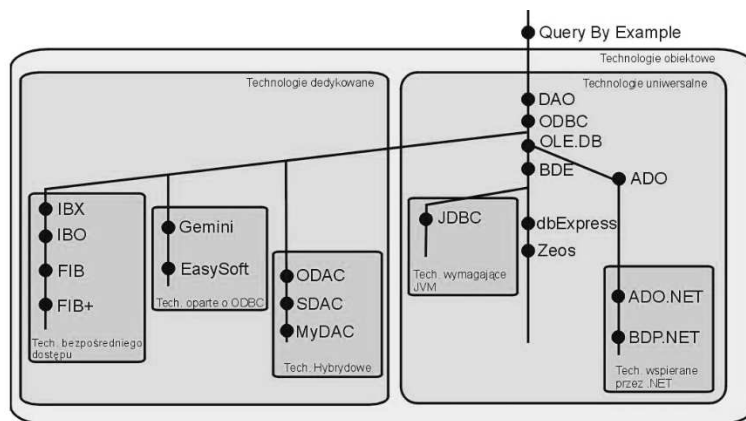 Query By Example
Technologie obiektowe
Technologie dedykowane
Technologie uniwersalne
DAO
ODBC
OLE.DB
BDE
ADO
IBX
IBO
FIB
FIB+
Tech. bezpośredniego
dostępu
Gemini
EasySoft
Tech. oparte o ODBC
ODAC
SDAC
MyDAC
Tech. Hybrydowe
JDBC
Tech. wymagające
JVM
dbExpress
Zeos
ADO.NET
BDP.NET
Tech. wspierane
przez .NET